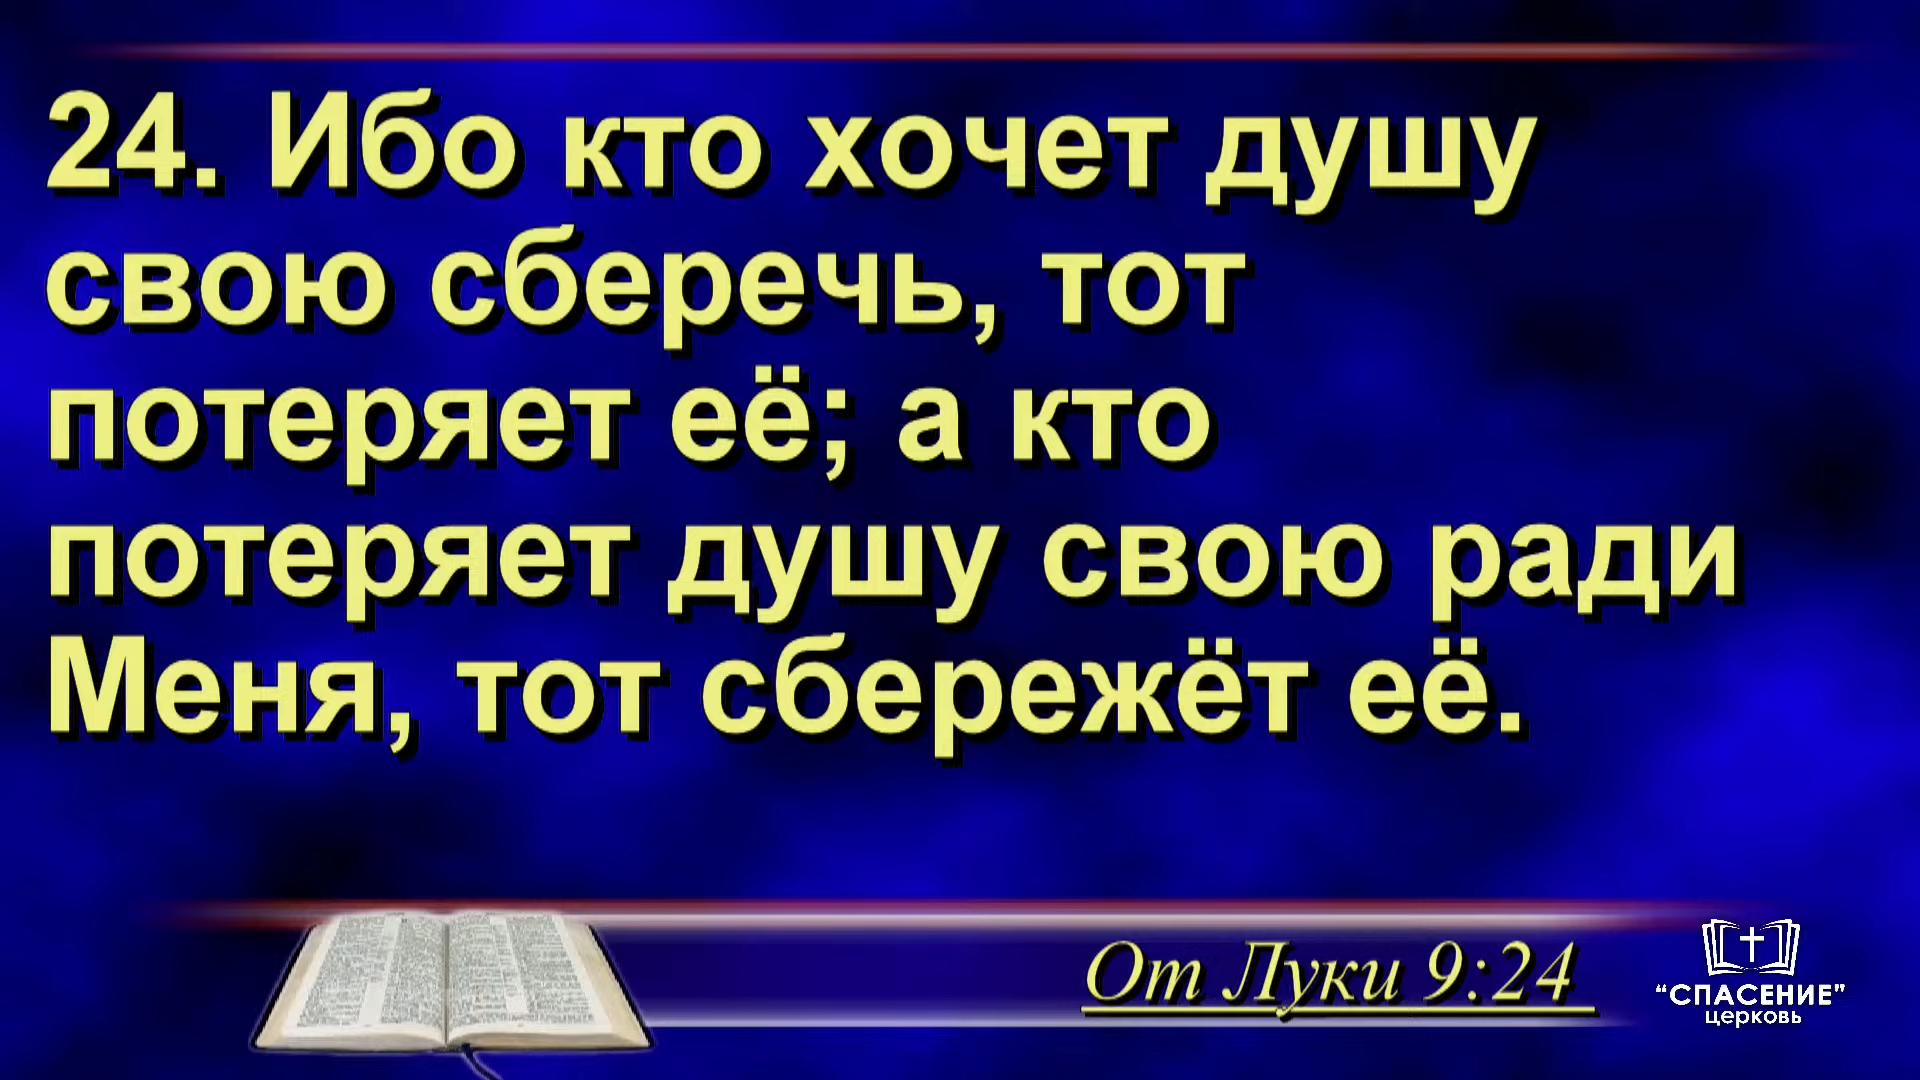 24. Ибо кто хочет душу
свою сберечь, тот
потеряет её; а кто
потеряет душу свою ради
Меня, тот сбережёт её.
От Луки 9:24
“СПАСЕНИЕ”
церковь